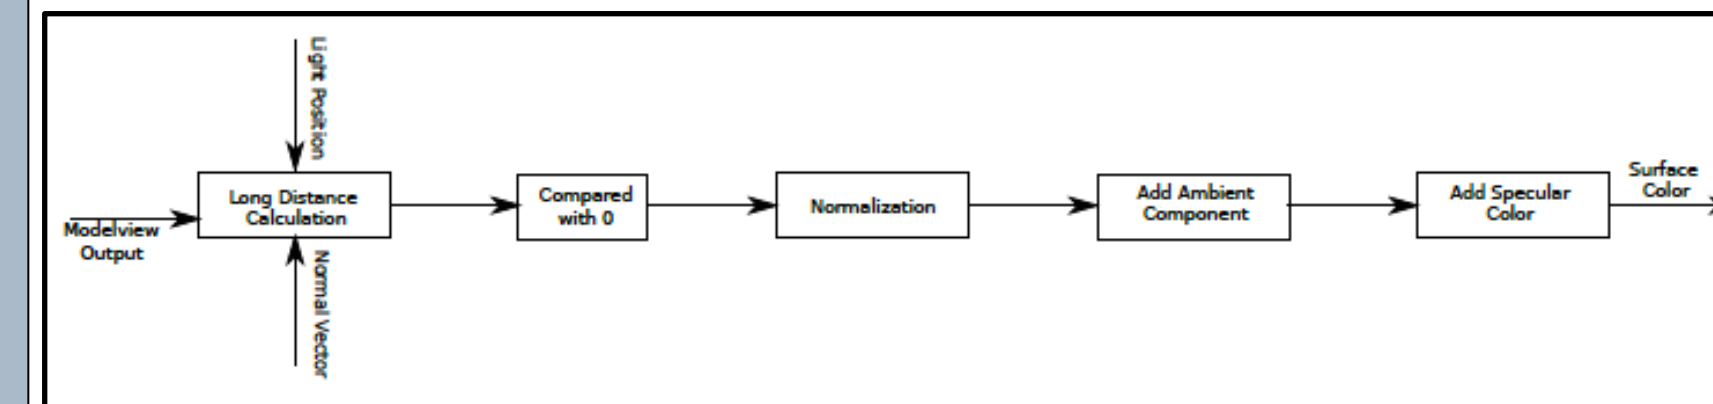 Light Position
Modelview
Output
Long Distance
Calculation
Normal Vector
Compared
with 0
Normalization
Add Ambient
Component
Add Specular
Color
Surface
Color